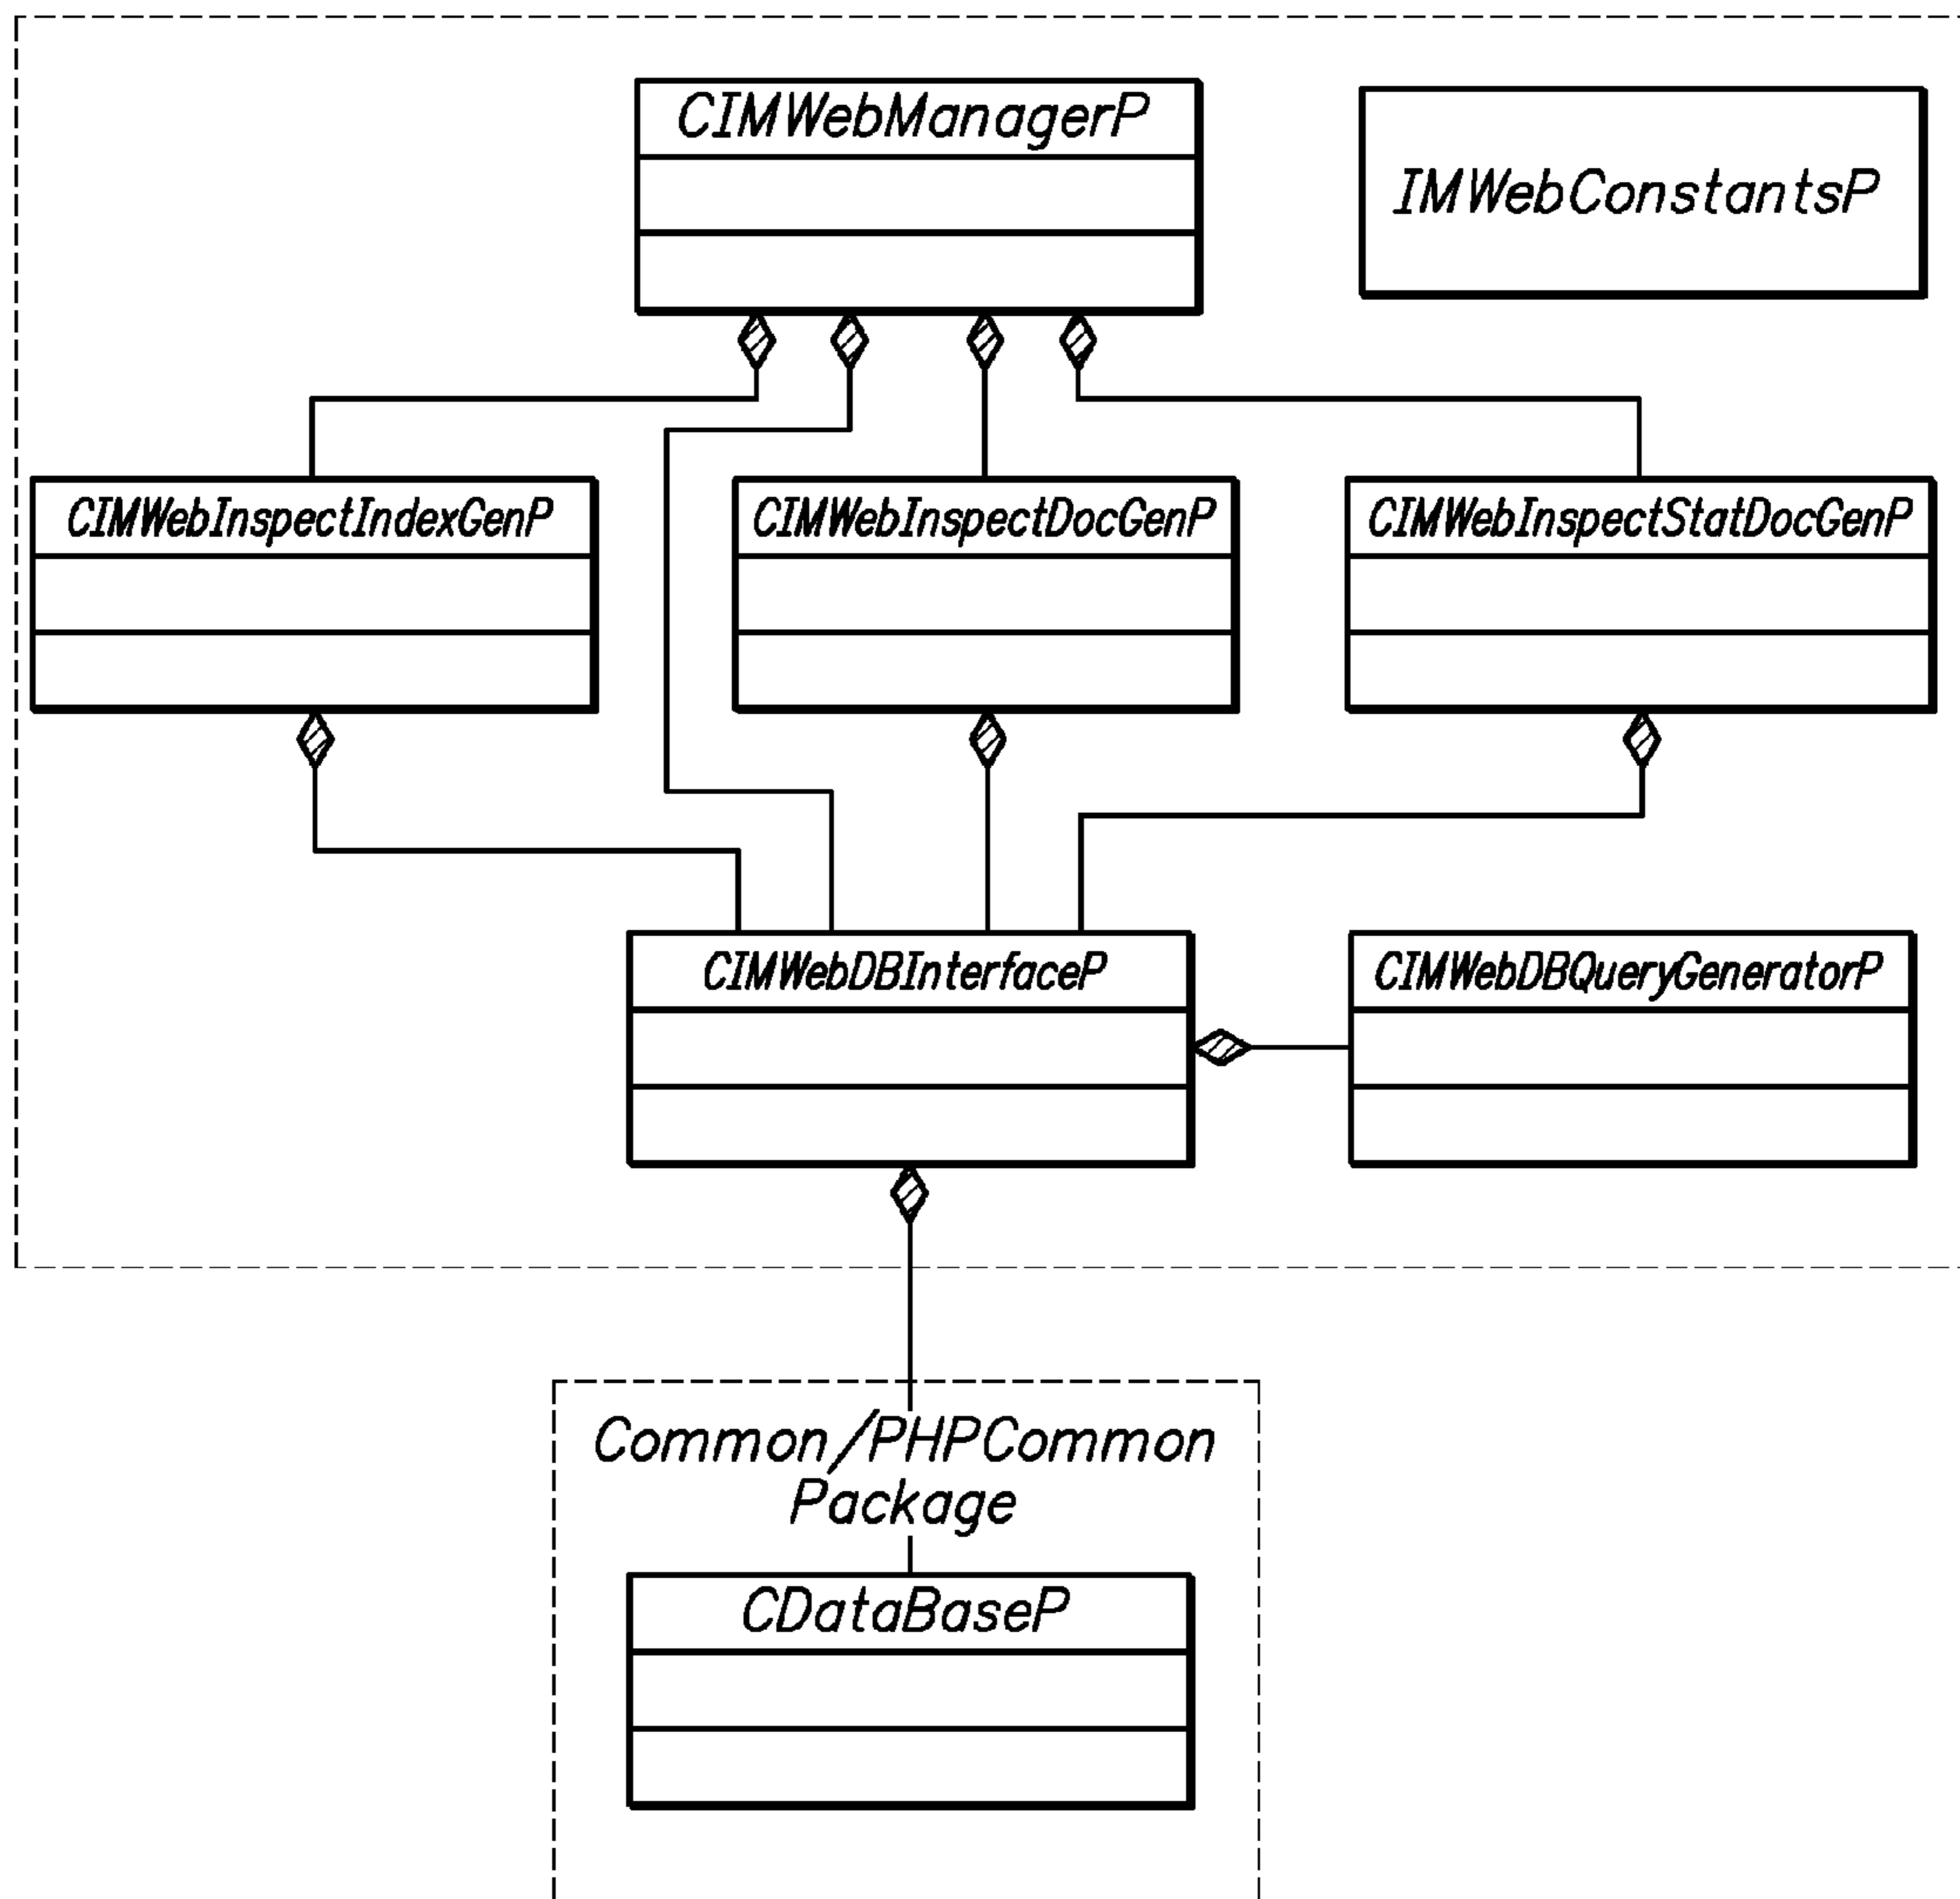 CIMWebManagerP
IMWebConstantsP
CIMWebInspectIndexGenP
CIMWebInspectDocGenP
CIMWebInspectStatDocGenP
CIMWebDBInterfaceP
CIMWebDBQueryGeneratorP
Common/PHPCommon
Package
CDataBaseP